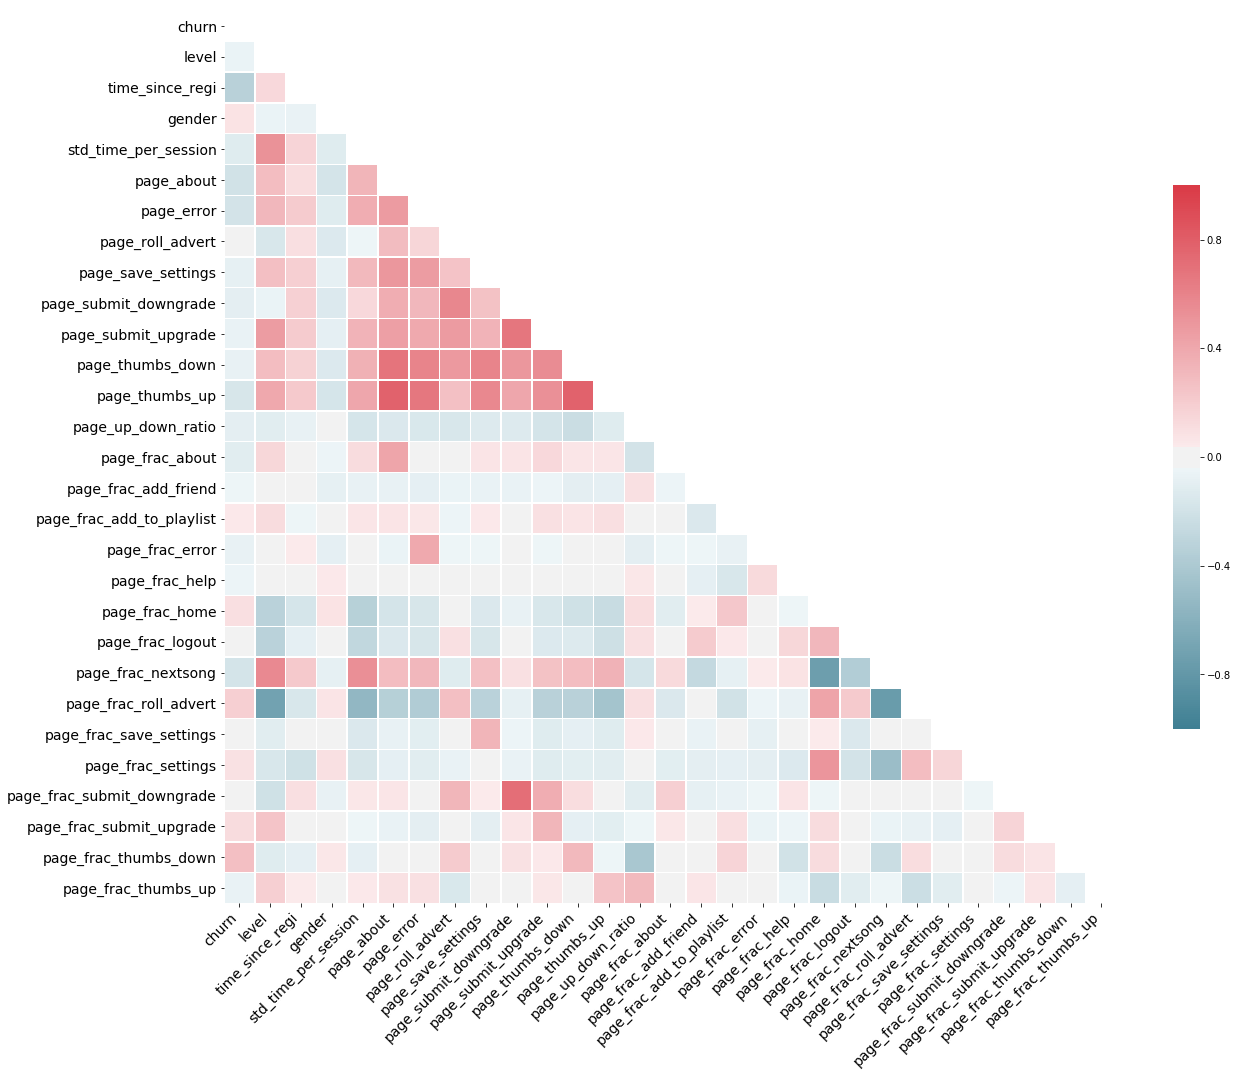 churn
level
time_since_regi
gender
std_time_per_session
page_about
page_error
page_roll_advert
page_save_settings
page_submit_downgrade
page_submit_upgrade
page_thumbs_down
page_thumbs_up
page_up_down_ratio
page_frac_about
page_frac_add_friend
page_frac_add_to_playlist
page_frac_error
page_frac_help
page_frac_home
page_frac_logout
page_frac_nextsong
page_frac_roll_advert
page_frac_save_settings
page_frac_settings
page_frac_submit_downgrade
page_frac_submit_upgrade
page_frac_thumbs_down
page_frac_thumbs_up
churn
level
time_since_regi
gender
std_time_per_session
page_about
page_error
page_roll_advert
page_save_settings
page_submit_downgrade
page_submit_upgrade
page_thumbs_down
page_thumbs_up
page_up_down_ratio
page_frac_about
page_frac_add_friend
page_frac_add_to_playlist
page_frac_error
page_frac_help
page_frac_home
page_frac_logout
page_frac_nextsong
page_frac_roll_advert
page_frac_save_settings
page_frac_settings
page_frac_submit_downgrade
page_frac_submit_upgrade
page_frac_thumbs_down
page_frac_thumbs_up
0.8
0.4
0.0
−0.4
−0.8